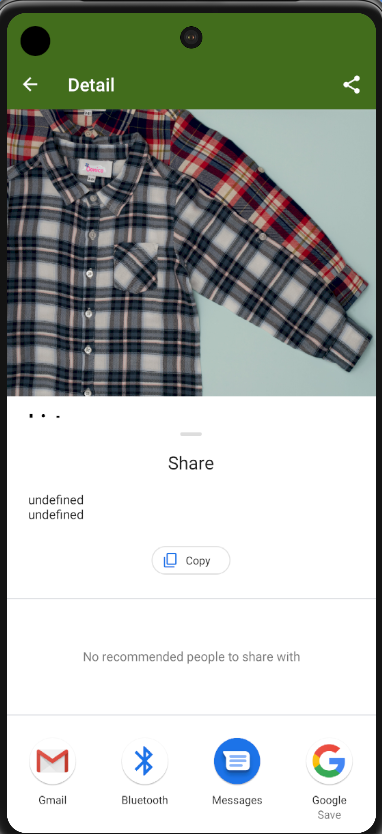 Detail
Share
undefined
undefined
Copy
No recommended people to share with
Gmail
Bluetooth
Messages
Google
Save